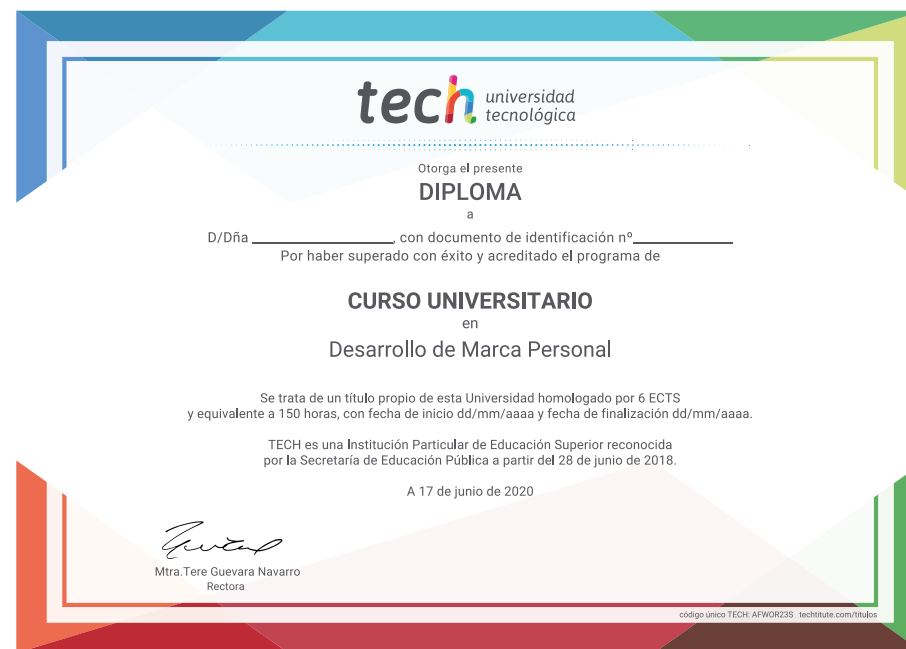 tech universidad
tecnológica
Otorga el presente
DIPLOMA
a
D/Dña ________________, con documento de identificación nº___________
Por haber superado con éxito y acreditado el programa de
CURSO UNIVERSITARIO
en
Desarrollo de Marca Personal
Se trata de un título propio de esta Universidad homologado por 6 ECTS
y equivalente a 150 horas, con fecha de inicio dd/mm/aaaa y fecha de finalización dd/mm/aaaa.
TECH es una Institución Particular de Educación Superior reconocida
por la Secretaría de Educación Pública a partir del 28 de junio de 2018.
A 17 de junio de 2020
Mtra.Tere Guevara Navarro
Rectora
código único TECH: AFWOR23S techtitute.com/titulos